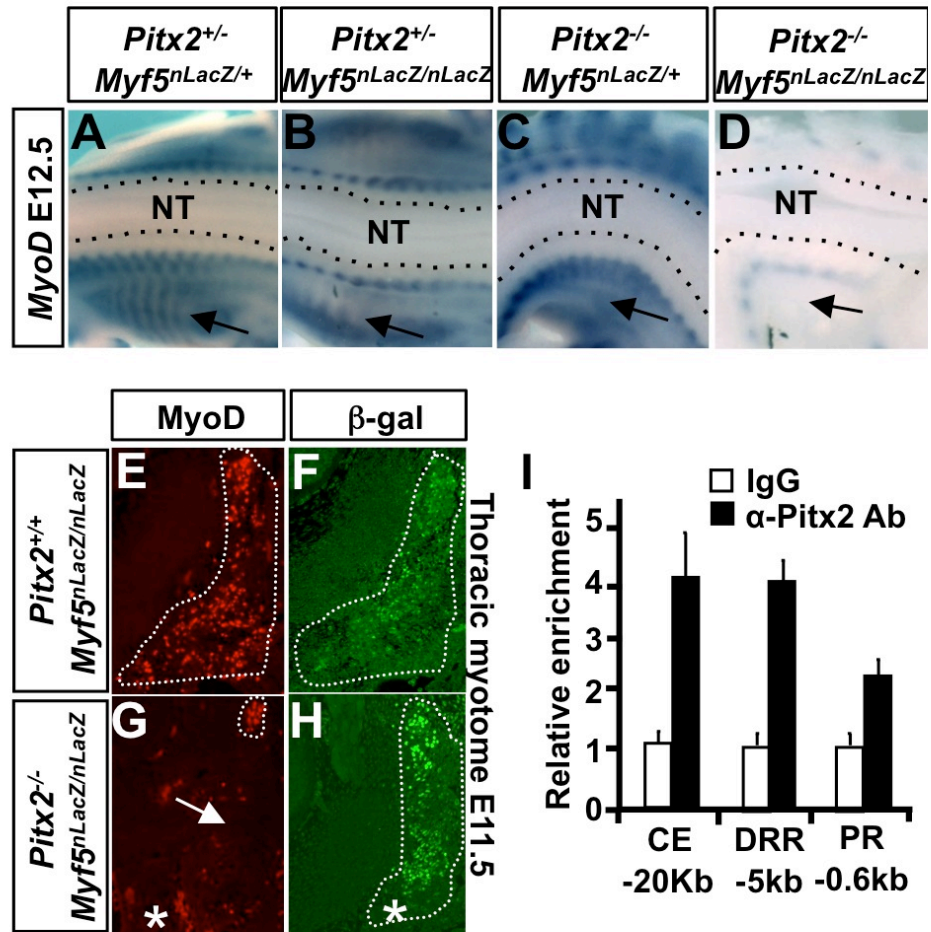 Pitx2+/-
Myf5nLacZ/+
Pitx2+/-
Myf5nLacZ/nLacZ
Pitx2-/-
Myf5nLacZ/+
Pitx2-/-
Myf5nLacZ/nLacZ
MyoD E12.5
A
NT
B
NT
C
NT
D
NT
MyoD
β-gal
Pitx2+/+
Myf5nLacZ/nLacZ
E
F
Pitx2-/-
Myf5nLacZ/nLacZ
G
*
H
*
Thoracic myotome E11.5
I
IgG
α-Pitx2 Ab
Relative enrichment
5
4
3
2
1
0
CE
-20Kb
DRR
-5kb
PR
-0.6kb